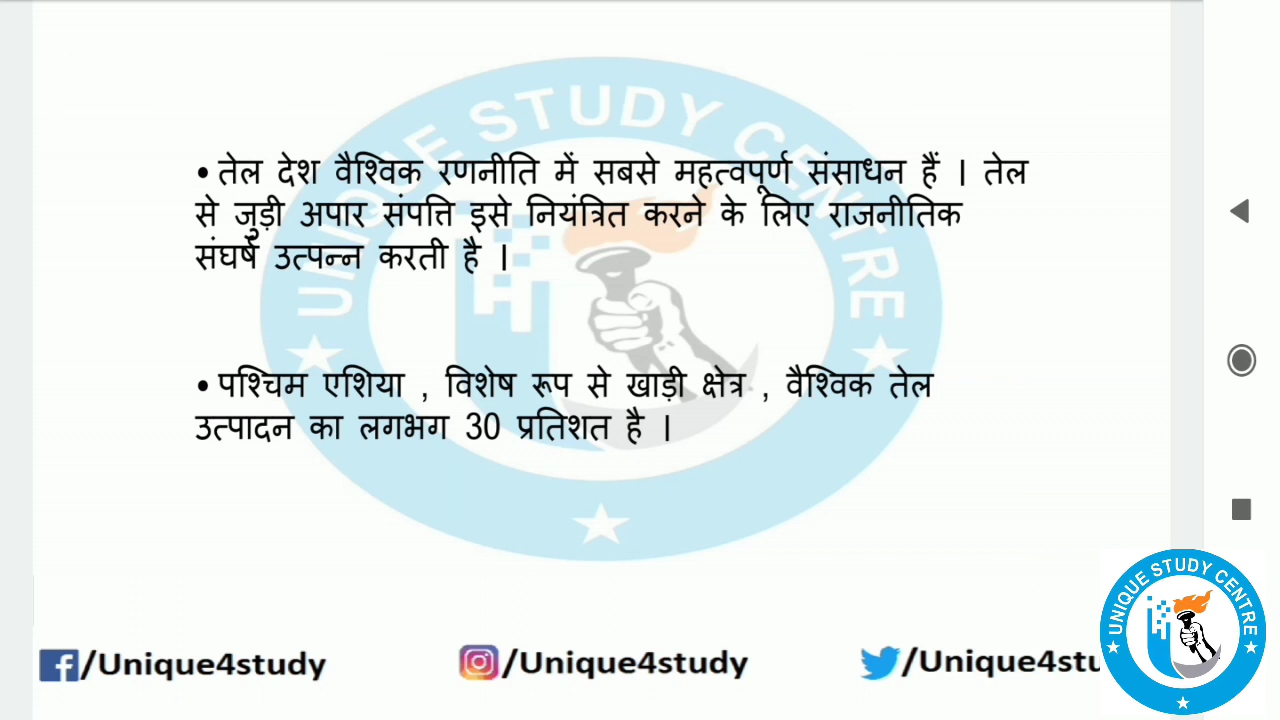 UNIQUE STUDY CENTRE
• तेल देश वैश्विक रणनीति में सबसे महत्वपूर्ण संसाधन हैं । तेल
से जुड़ी अपार संपत्ति इसे नियंत्रित करने के लिए राजनीतिक
संघर्ष उत्पन्न करती है ।
• पश्चिम एशिया , विशेष रूप से खाड़ी क्षेत्र , वैश्विक तेल
उत्पादन का लगभग 30 प्रतिशत है ।
/Unique4study
/Unique4study
/Unique4stu
UNIQUE STUDY CENTRE